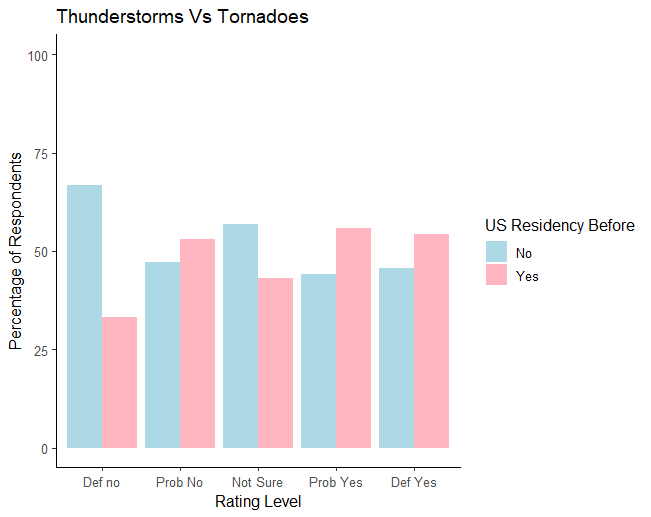 Thunderstorms Vs Tornadoes
Percentage of Respondents
100
75
50
25
0
Def no
Prob No
Not Sure
Prob Yes
Def Yes
Rating Level
US Residency Before
No
Yes